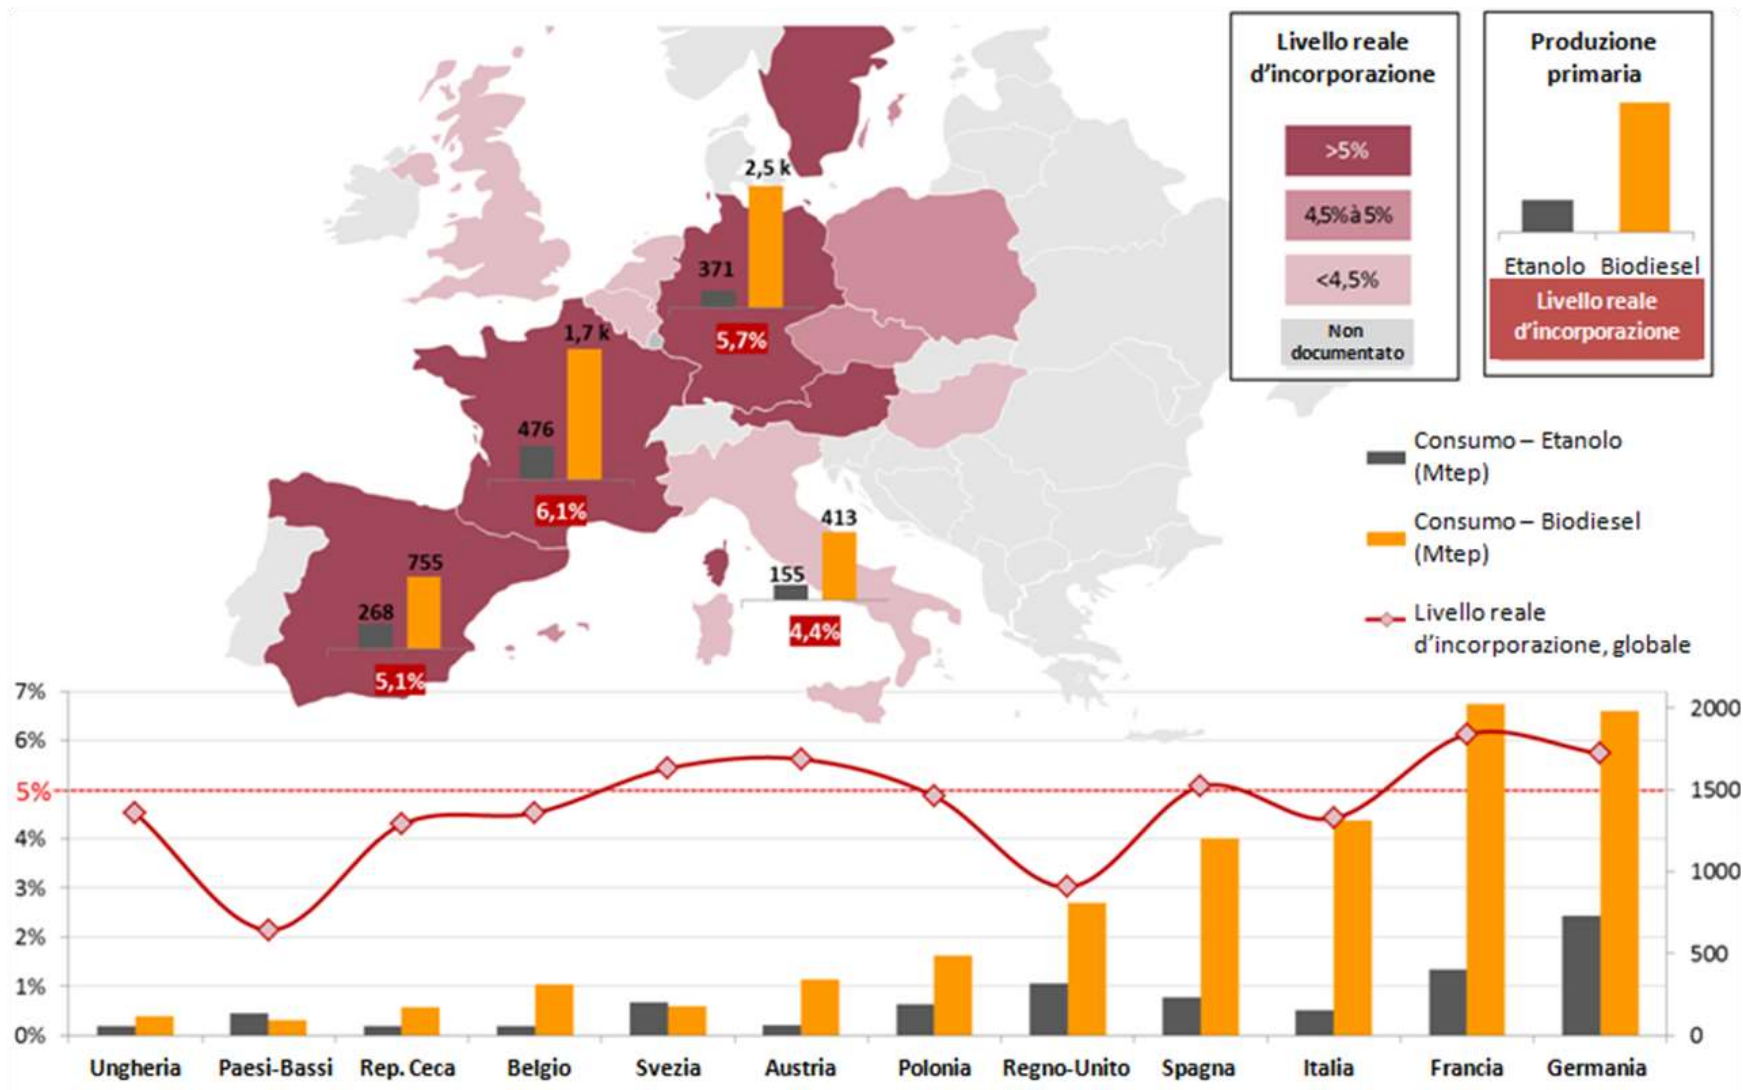 Livello reale
d’incorporazione
>5%
4,5%à5%
<4,5%
Non
documentato
Produzione
primaria
Etanolo Biodiesel
Livello reale
d’incorporazione
2,5 k
371
5,7%
1,7 k
476
6,1%
755
268
5,1%
413
155
4,4%
Consumo – Etanolo
(Mtep)
Consumo – Biodiesel
(Mtep)
Livello reale
d’incorporazione, globale
7%
6%
5%
4%
3%
2%
1%
0%
2000
1500
1000
500
0
Ungheria Paesi-Bassi Rep. Ceca Belgio Svezia Austria Polonia Regno-Unito Spagna Italia Francia Germania